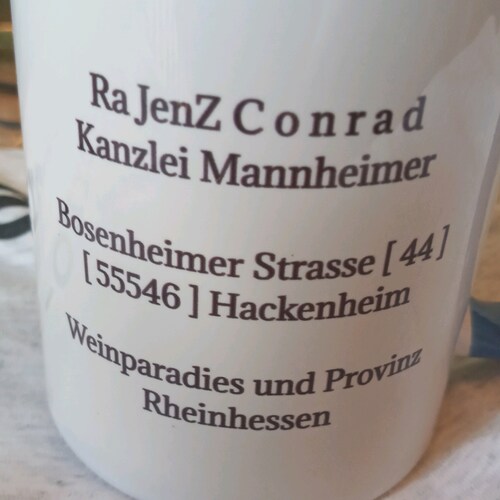 Ra JenZ C o n r a d
Kanzlei Mannheimer
Bosenheimer Strasse [ 44 ]
[ 55546 ] Hackenheim
Weinparadies und Provinz
Rheinhessen